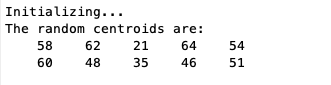 Initializing...
The random centroids are:
58 62 21 64 54
60 48 35 46 51